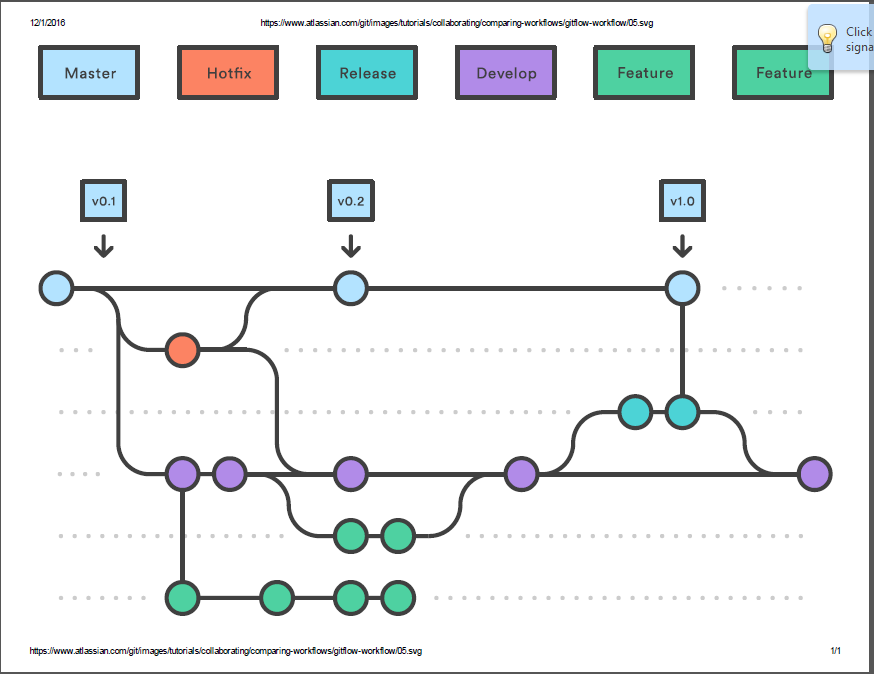 12/1/2016
https://www.atlassian.com/git/images/tutorials/collaborating/comparing-workflows/gitflow-workflow/05.svg
Click
signa
Master
Hotfix
Release
Develop
Feature
Feature
v0.1
v0.2
v1.0
https://www.atlassian.com/git/images/tutorials/collaborating/comparing-workflows/gitflow-workflow/05.svg
1/1